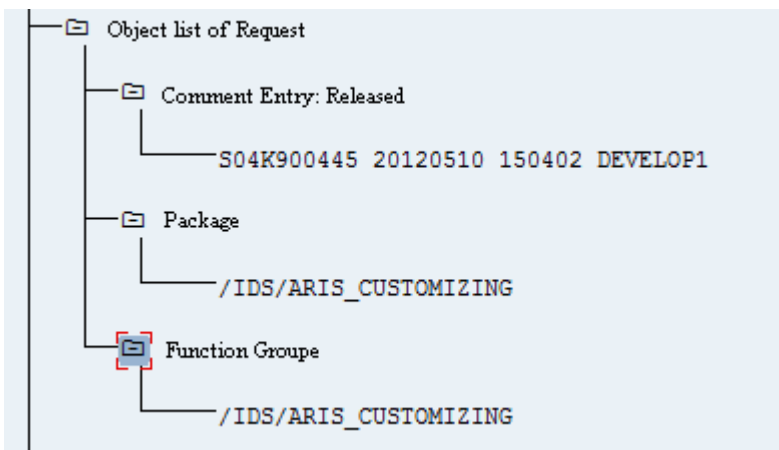 Object list of Request
Comment Entry: Released
S04K900445 20120510 150402 DEVELOP1
Package
/IDS/ARIS_CUSTOMIZING
Function Groupe
/IDS/ARIS_CUSTOMIZING